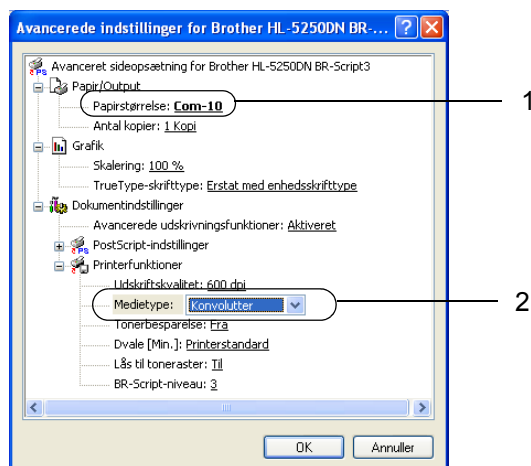 Avancerede indstillinger for Brother HL-5250DN BR-...
Avanceret sideopsætning for Brother HL-5250DN BR-Script3
Papir/Output
Papirstørrelse: Com-10
1
Antal kopier: 1 Kopi
Grafik
Skalering: 100 %
TrueType-skrifttype: Erstat med enhedsskrifttype
Dokumentindstillinger
Avancerede udskrivningsfunktioner: Aktiveret
PostScript-indstillinger
Printerfunktioner
Udskriftskvalitet: 600 dpi
Medietype: Konvolutter
2
Tonerbesparelse: Fra
Dvale [Min.]: Printerstandard
Lås til toneraster: Til
BR-Script-niveau: 3
OK
Annuller